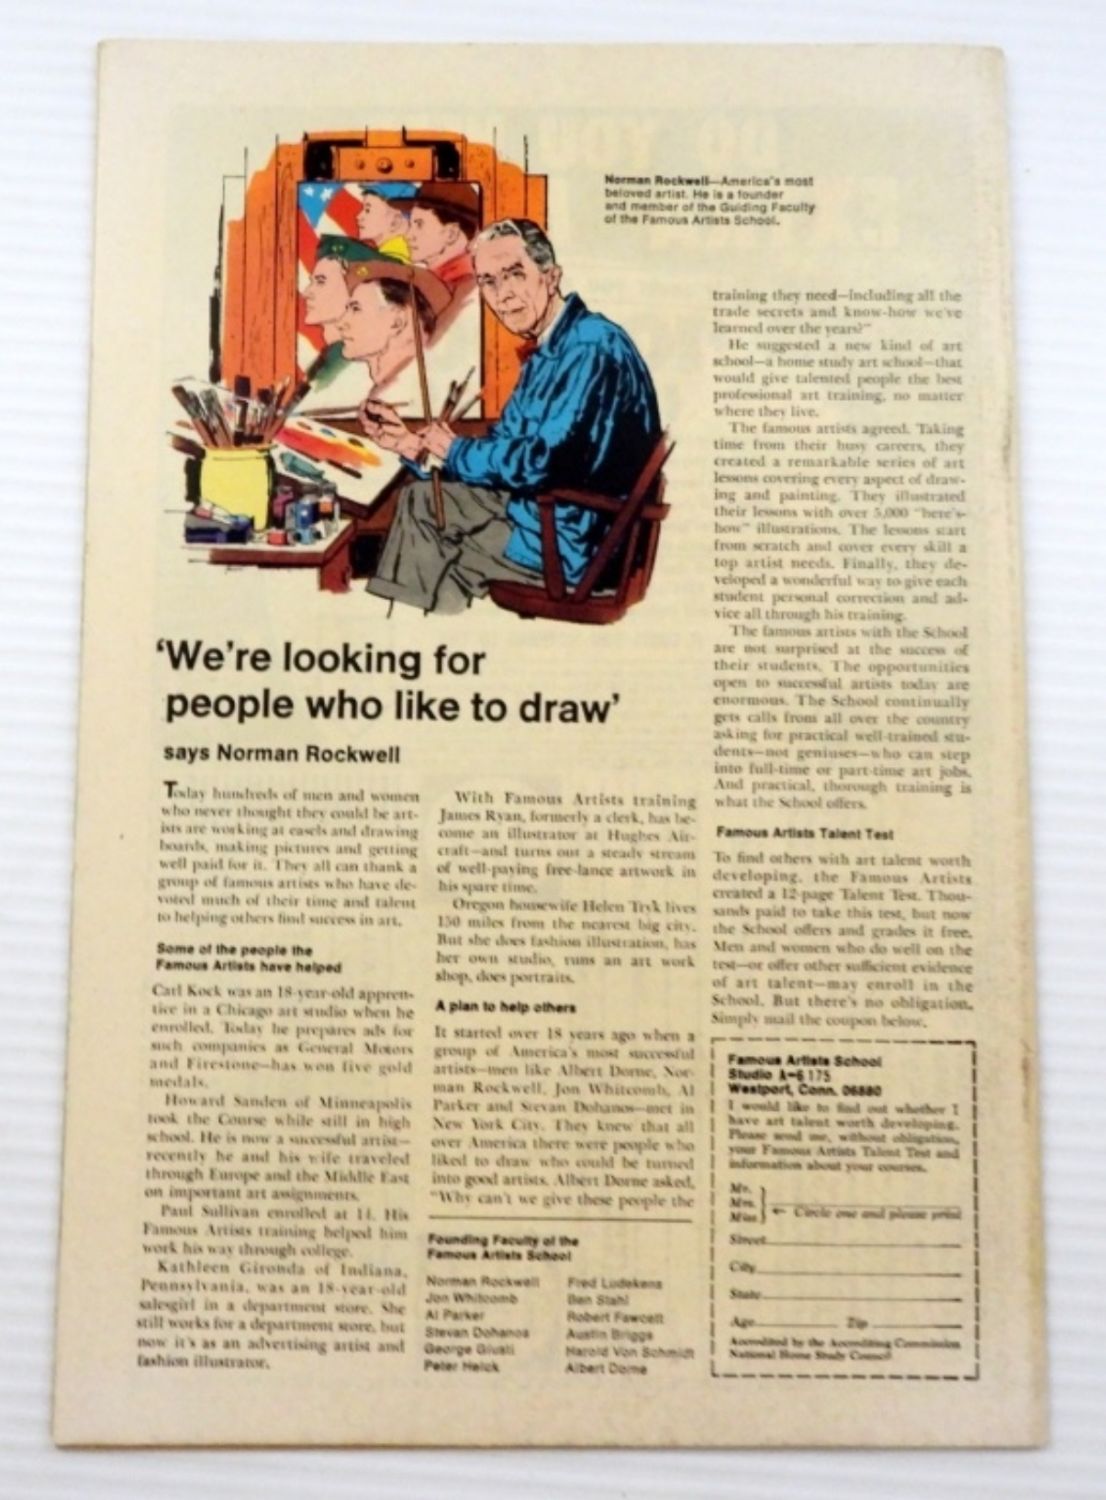 Norman Rockwell—America's most
beloved artist. He is a founder
and member of the Guiding Faculty
of the Famous Artists School.
'We're looking for
people who like to draw'
says Norman Rockwell
Today hundreds of men and women
who never thought they could be art-
ists are working at easels and drawing
boards, making pictures and getting
well paid for it. They all can thank a
group of famous artists who have de-
voted much of their time and talent
to helping others find success in art.
Some of the people the
Famous Artists have helped
Carl Kock was an 18-year-old appren-
tice in a Chicago art studio when he
enrolled. Today he prepares ads for
such companies as General Motors
and Firestone—has won five gold
medals.
Howard Sanden of Minneapolis
took the Course while still in high
school. He is now a successful artist—
recently he and his wife traveled
through Europe and the Middle East
on important art assignments.
Paul Sullivan enrolled at 14. His
Famous Artists training helped him
work his way through college.
Kathleen Gironda of Indiana,
Pennsylvania, was an 18-year-old
salesgirl in a department store. She
still works for a department store, but
now it's as an advertising artist and
fashion illustrator.
With Famous Artists training
James Ryan, formerly a clerk, has be-
come an illustrator at Hughes Air-
craft—and turns out a steady stream
of well-paying free-lance artwork in
his spare time.
Oregon housewife Helen Tryk lives
150 miles from the nearest big city.
But she does fashion illustration, has
her own studio, runs an art work
shop, does portraits.
A plan to help others
It started over 18 years ago when a
group of America's most successful
artists—men like Albert Dorne, Nor-
man Rockwell, Jon Whitcomb, Al
Parker and Stevan Dohanos—met in
New York City. They knew that all
over America there were people who
liked to draw who could be turned
into good artists. Albert Dorne asked,
"Why can't we give these people the
Founding Faculty of the
Famous Artists School
Norman Rockwell
Jon Whitcomb
Al Parker
Stevan Dohanos
George Giusti
Peter Helck
Fred Ludekens
Ben Stahl
Robert Fawcett
Austin Briggs
Harold Von Schmidt
Albert Dorne
training they need—including all the
trade secrets and know-how we've
learned over the years?"
He suggested a new kind of art
school—a home study art school—that
would give talented people the best
professional art training, no matter
where they live.
The famous artists agreed. Taking
time from their busy careers, they
created a remarkable series of art
lessons covering every aspect of draw-
ing and painting. They illustrated
their lessons with over 5,000 "here's-
how" illustrations. The lessons start
from scratch and cover every skill a
top artist needs. Finally, they de-
veloped a wonderful way to give each
student personal correction and ad-
vice all through his training.
The famous artists with the School
are not surprised at the success of
their students. The opportunities
open to successful artists today are
enormous. The School continually
gets calls from all over the country
asking for practical well-trained stu-
dents—not geniuses—who can step
into full-time or part-time art jobs.
And practical, thorough training is
what the School offers.
Famous Artists Talent Test
To find others with art talent worth
developing, the Famous Artists
created a 12-page Talent Test. Thou-
sands paid to take this test, but now
the School offers and grades it free.
Men and women who do well on the
test—or offer other sufficient evidence
of art talent—may enroll in the
School. But there's no obligation.
Simply mail the coupon below.
Famous Artists School
Studio A-6175
Westport, Conn. 06880
I would like to find out whether I
have art talent worth developing.
Please send me, without obligation,
your Famous Artists Talent Test and
information about your courses.
Mr.
Mrs.
Miss
← Circle one and please print
Street
City
State
Age Zip
Accredited by the Accrediting Commission
National Home Study Council